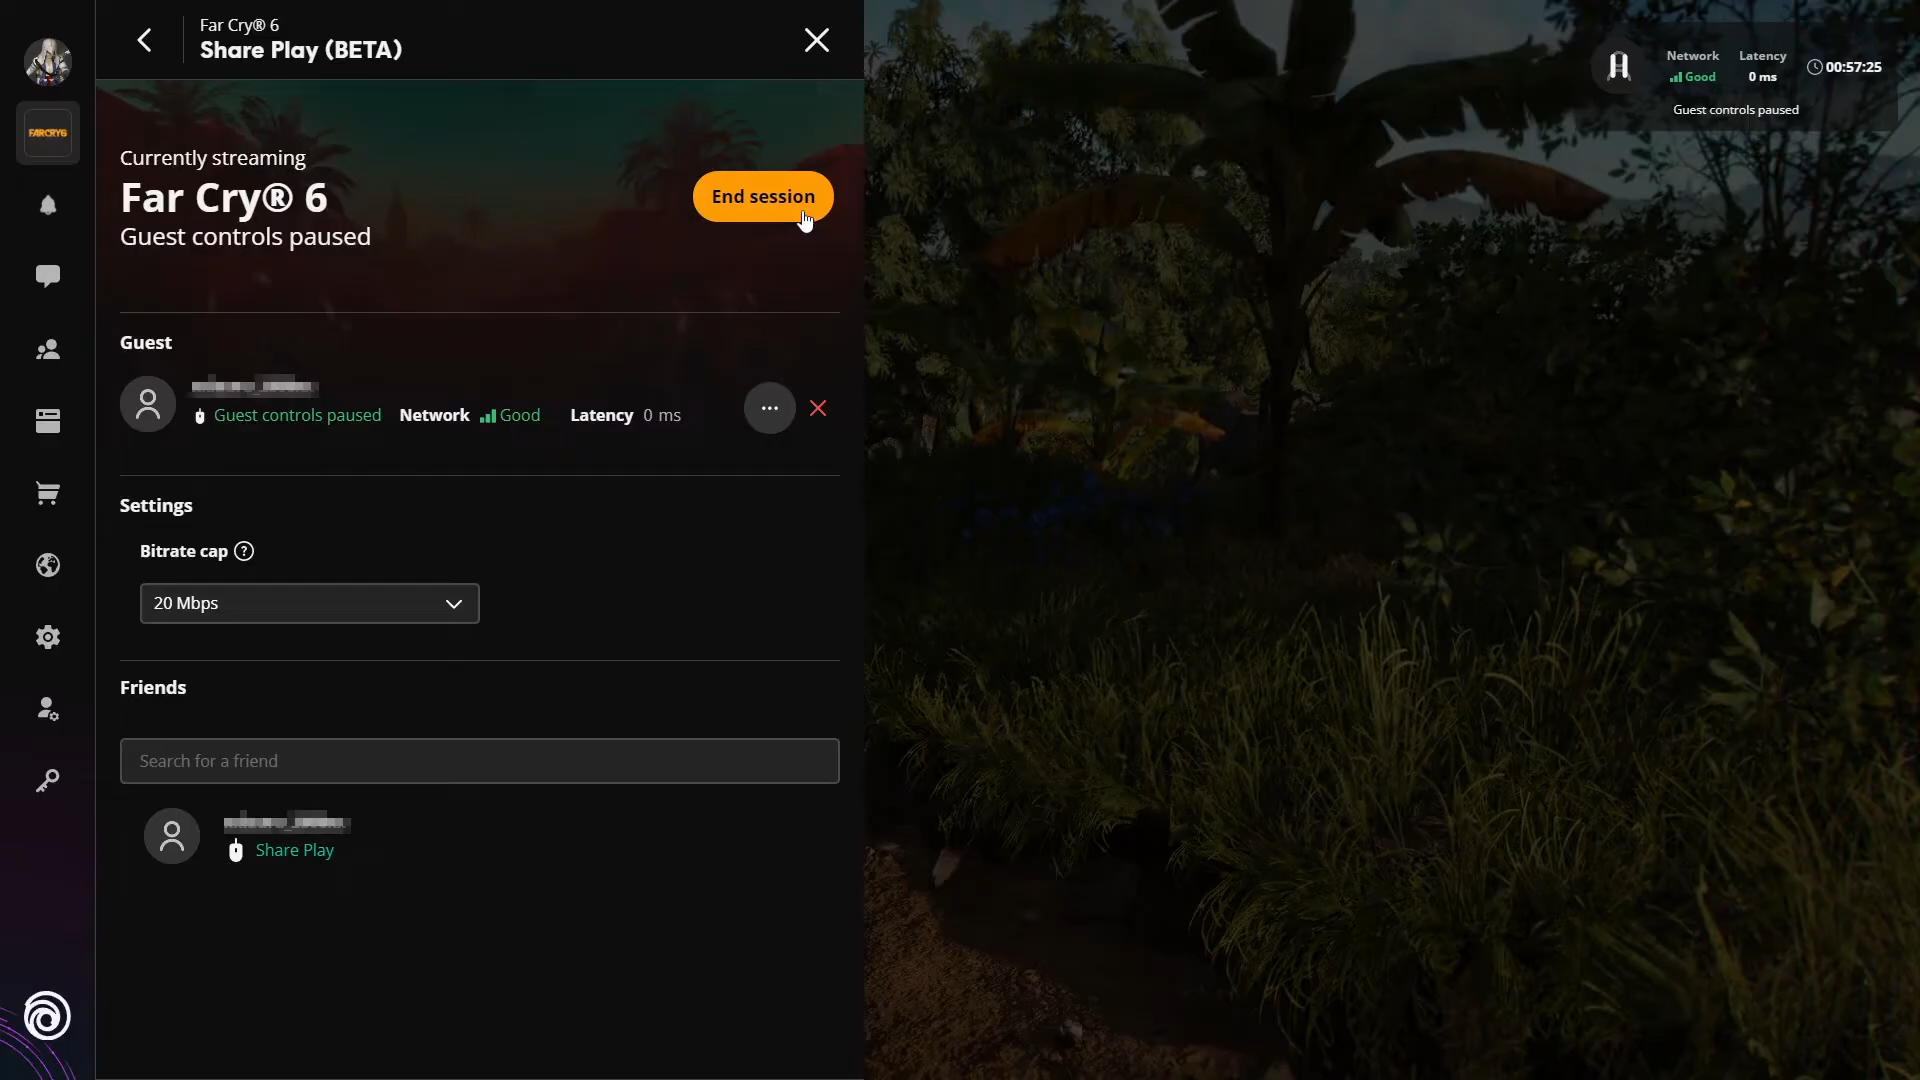 Far Cry® 6
Share Play (BETA)
FARCRY6
Currently streaming
Far Cry® 6
Guest controls paused
End session
Guest
Guest controls paused Network Good Latency 0 ms
Settings
Bitrate cap ?
20 Mbps
Friends
Search for a friend
Share Play
Network Latency
Good 0 ms
00:57:25
Guest controls paused